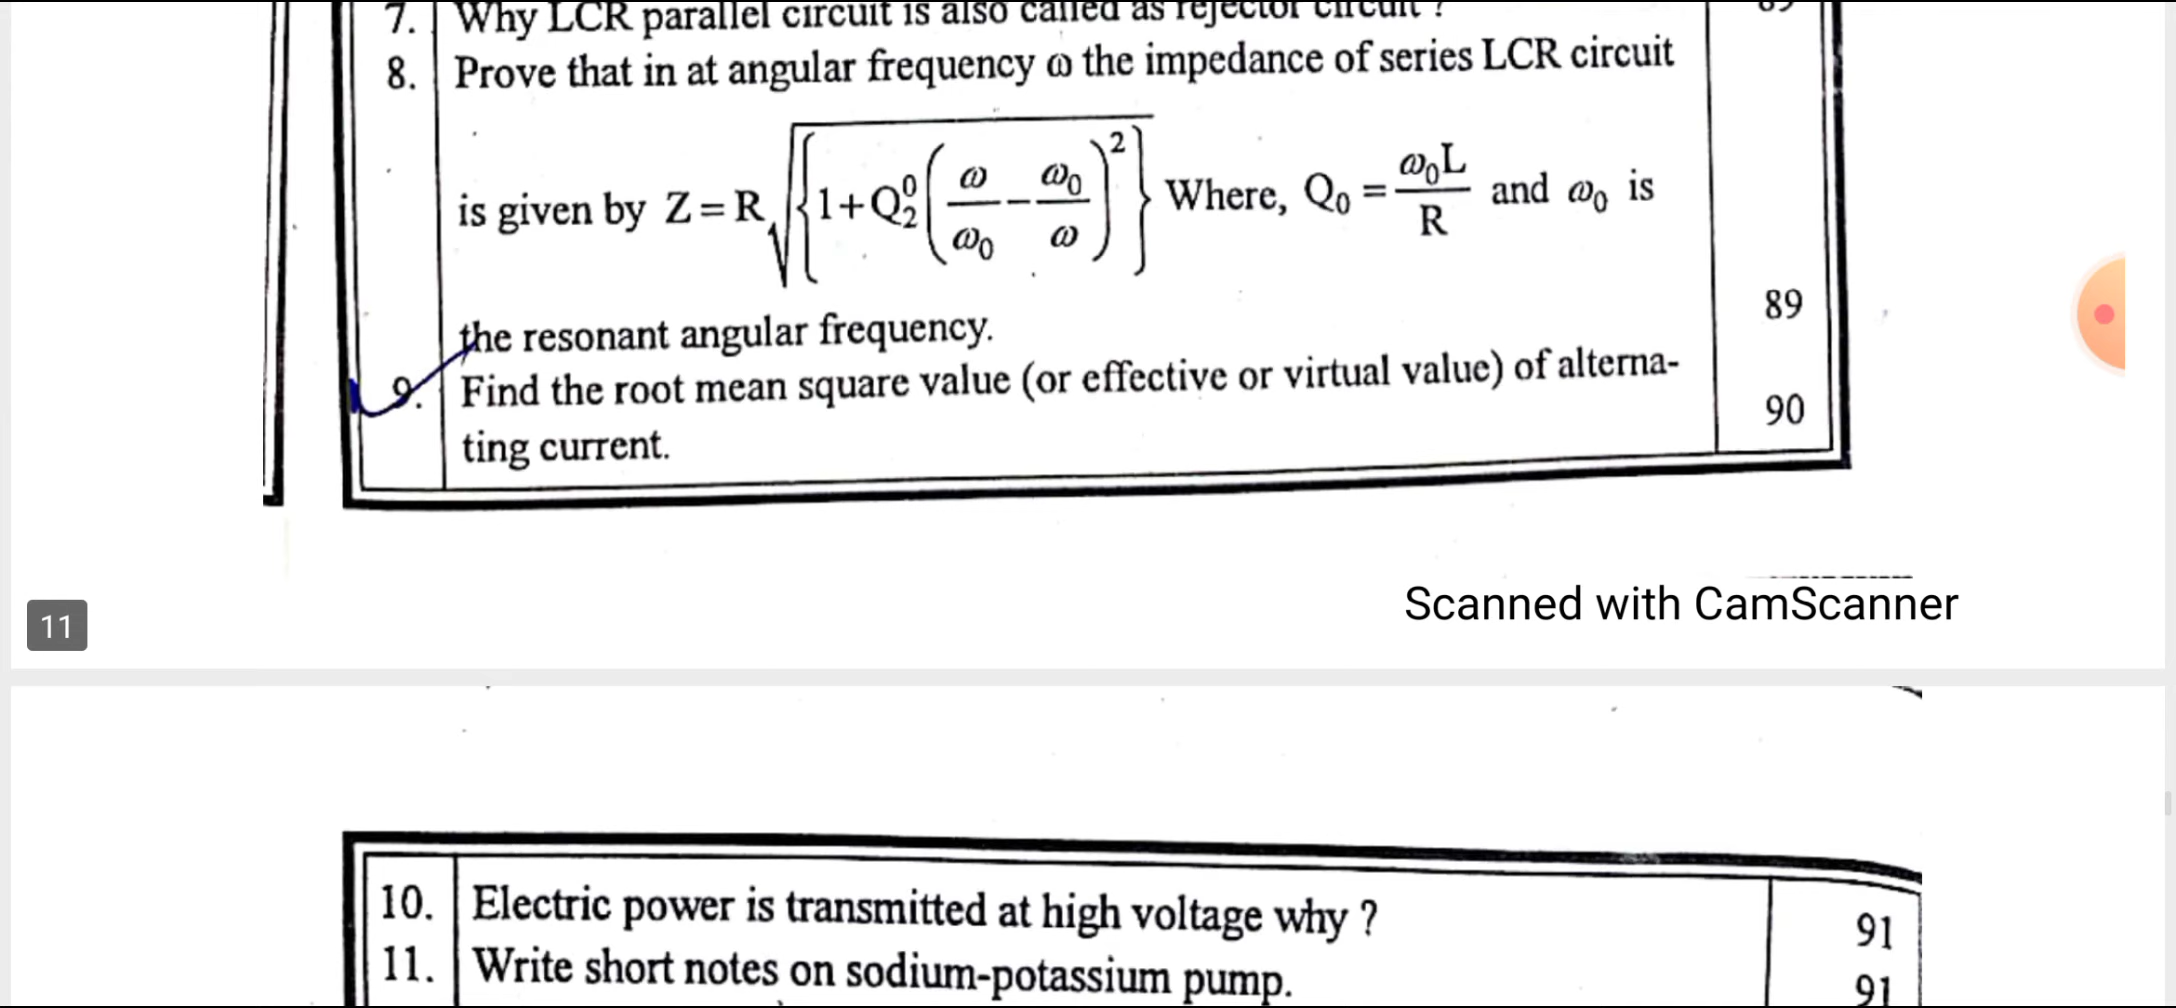 7. Why LCR parallel circuit is also called as rejector circuit ?
8. Prove that in at angular frequency ω the impedance of series LCR circuit
is given by Z = R √{1+Q⁰₂(ω/ω₀ − ω₀/ω)²} Where, Q₀ = ω₀L/R and ω₀ is
the resonant angular frequency. 89
9. Find the root mean square value (or effective or virtual value) of alterna-
ting current. 90
Scanned with CamScanner
11
10. Electric power is transmitted at high voltage why ? 91
11. Write short notes on sodium-potassium pump. 91